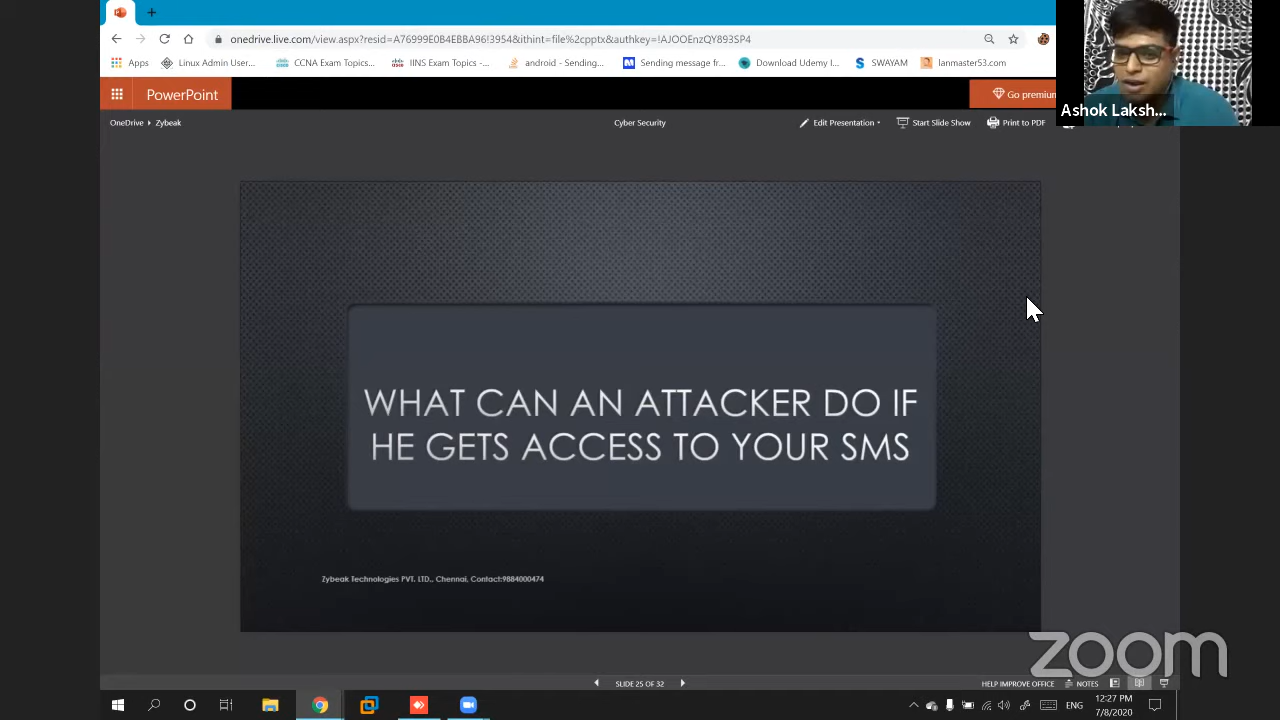 onedrive.live.com/view.aspx?resid=A76999E0B4EBBA96!3954&ithint=file%2cpptx&authkey=!AJOOEnzQY893SP4
Apps Linux Admin User... CCNA Exam Topics... IINS Exam Topics -... android - Sending... Sending message fr... Download Udemy I... SWAYAM lanmaster53.com
PowerPoint
Go premium
Ashok Laksh...
OneDrive Zybeak
Cyber Security
Edit Presentation Start Slide Show Print to PDF
WHAT CAN AN ATTACKER DO IF
HE GETS ACCESS TO YOUR SMS
Zybeak Technologies PVT. LTD., Chennai, Contact:9884000474
zoom
SLIDE 25 OF 32
HELP IMPROVE OFFICE NOTES
ENG
12:27 PM
7/8/2020